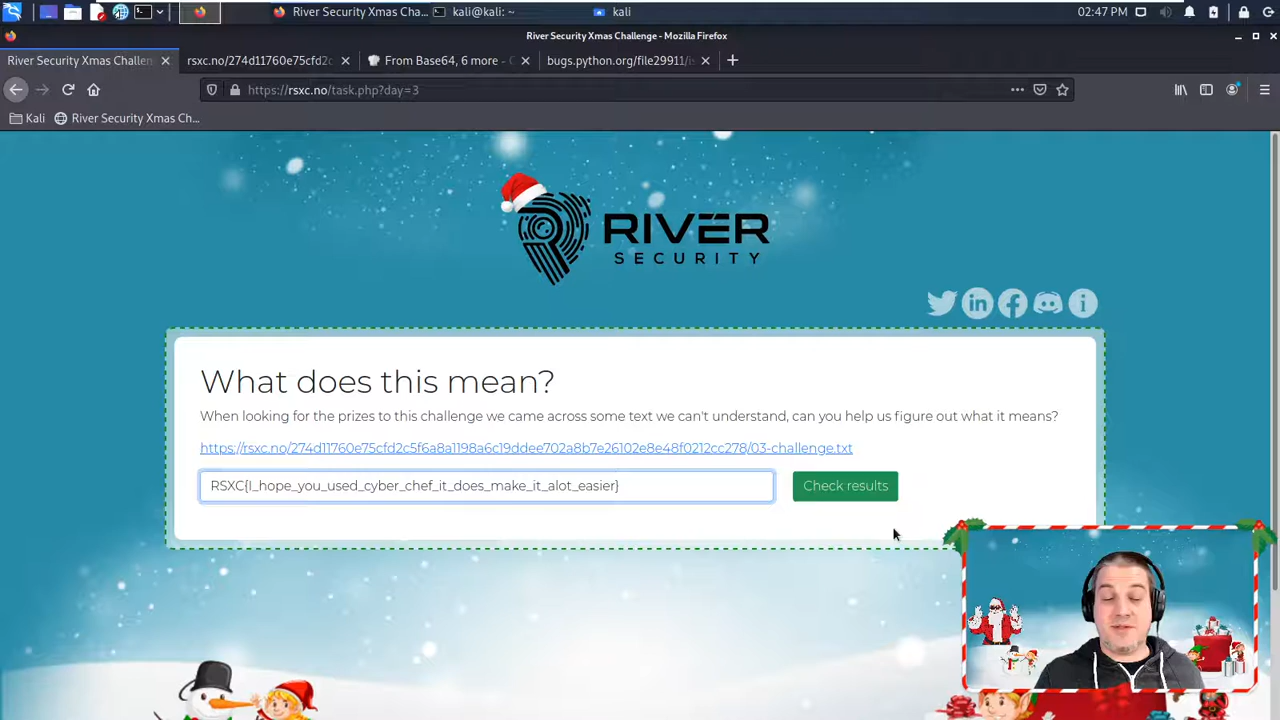 River Security Xmas Cha...
kali@kali: ~
kali
02:47 PM
River Security Xmas Challenge - Mozilla Firefox
River Security Xmas Challen
rsxc.no/274d11760e75cfd2c
From Base64, 6 more - C
bugs.python.org/file29911/is
https://rsxc.no/task.php?day=3
Kali
River Security Xmas Ch...
RIVER
SECURITY
What does this mean?
When looking for the prizes to this challenge we came across some text we can't understand, can you help us figure out what it means?
https://rsxc.no/274d11760e75cfd2c5f6a8a1198a6c19ddee702a8b7e26102e8e48f0212cc278/03-challenge.txt
RSXC{I_hope_you_used_cyber_chef_it_does_make_it_alot_easier}
Check results